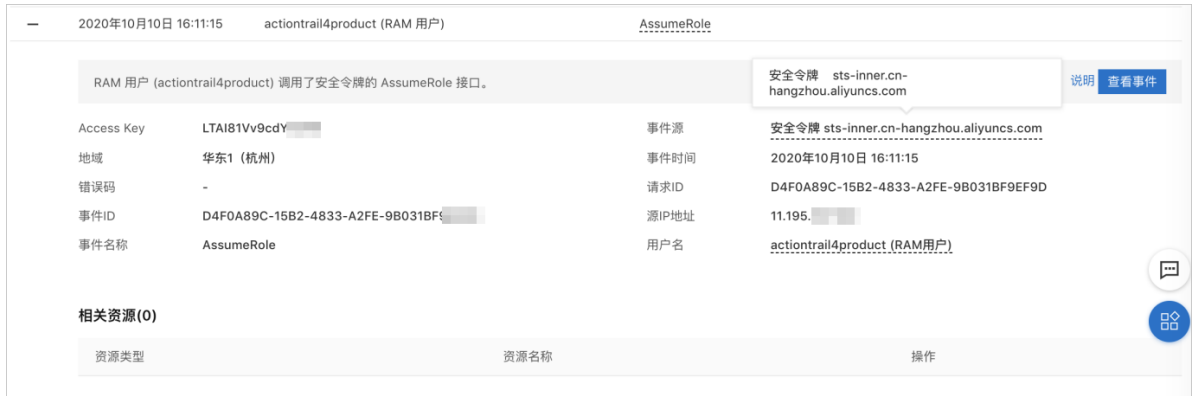 2020年10月10日 16:11:15 actiontrail4product (RAM 用户) AssumeRole
RAM 用户 (actiontrail4product) 调用了安全令牌的 AssumeRole 接口。
安全令牌 sts-inner.cn-
hangzhou.aliyuncs.com
说明 查看事件
Access Key LTAI81Vv9cdY
事件源 安全令牌 sts-inner.cn-hangzhou.aliyuncs.com
地域 华东1（杭州）
事件时间 2020年10月10日 16:11:15
错误码 -
请求ID D4F0A89C-15B2-4833-A2FE-9B031BF9EF9D
事件ID D4F0A89C-15B2-4833-A2FE-9B031BF9
源IP地址 11.195.
事件名称 AssumeRole
用户名 actiontrail4product (RAM用户)
相关资源(0)
资源类型 资源名称 操作